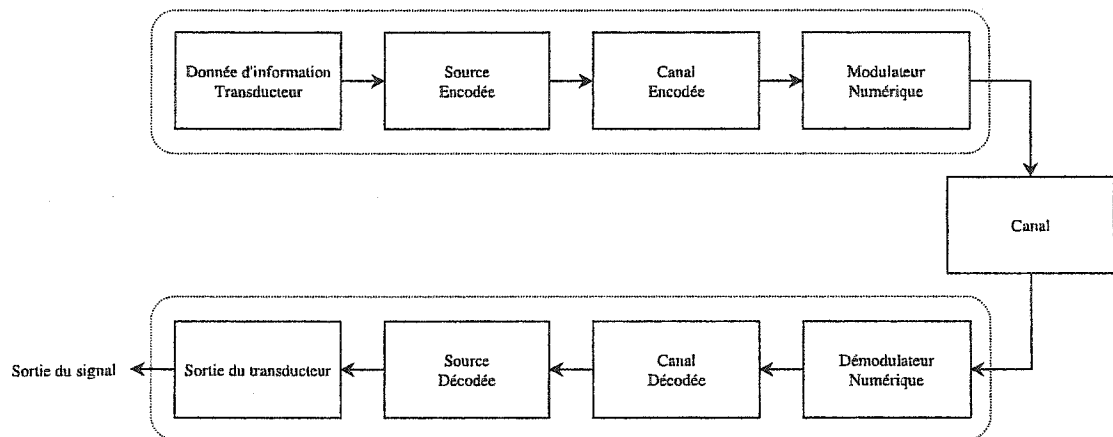 Donnée d'information
Transducteur
Source
Encodée
Canal
Encodée
Modulateur
Numérique
Canal
Sortie du signal
Sortie du transducteur
Source
Décodée
Canal
Décodée
Démodulateur
Numérique